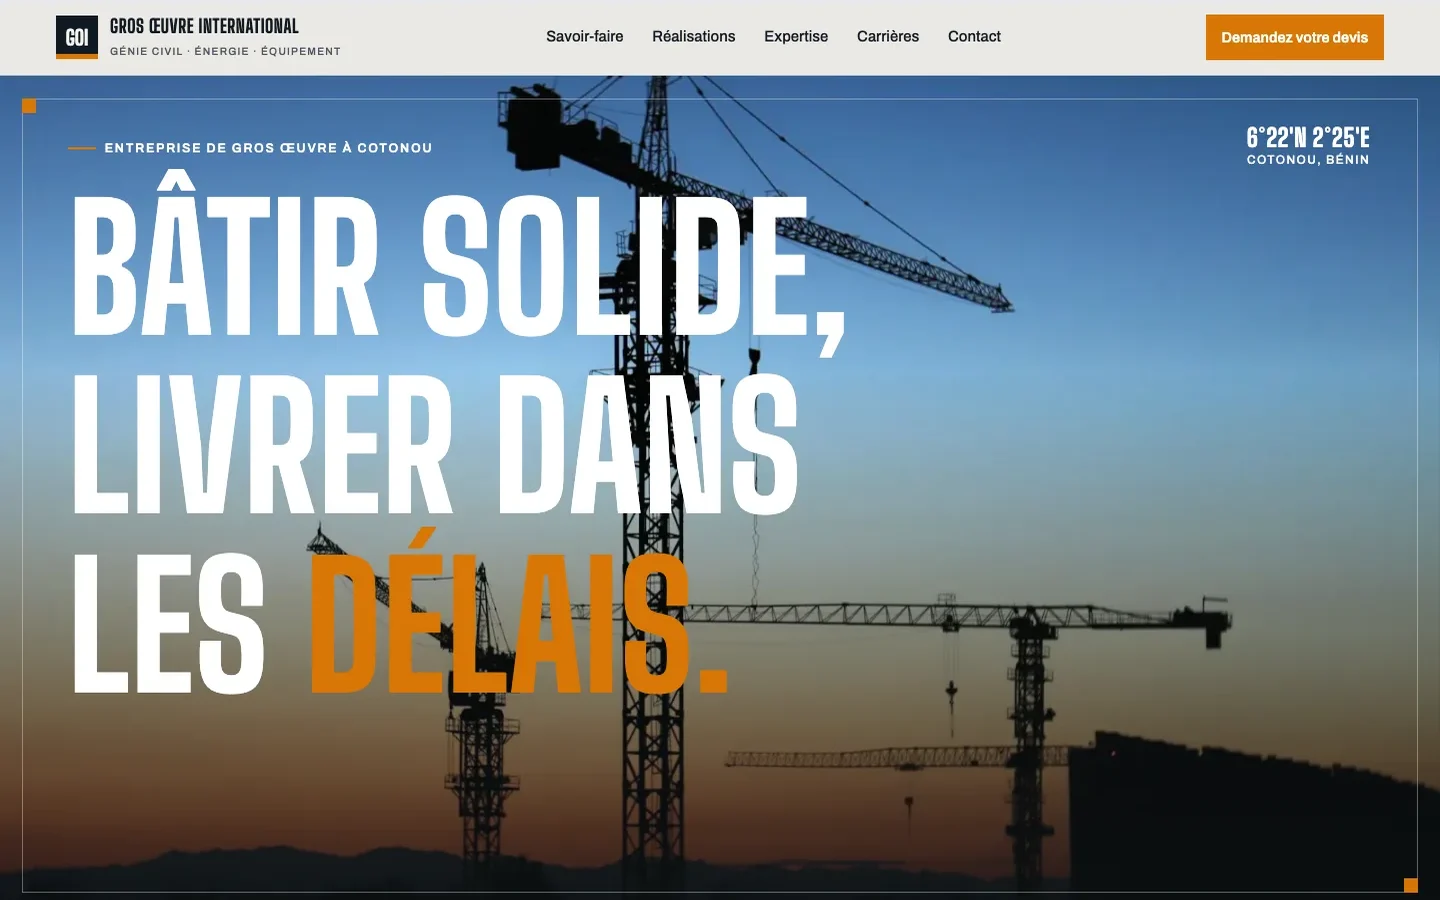 GOI
GROS ŒUVRE INTERNATIONAL
GÉNIE CIVIL · ÉNERGIE · ÉQUIPEMENT
Savoir-faire
Réalisations
Expertise
Carrières
Contact
Demandez votre devis
ENTREPRISE DE GROS ŒUVRE À COTONOU
6°22'N 2°25'E
COTONOU, BÉNIN
BÂTIR SOLIDE,
LIVRER DANS
LES DÉLAIS.